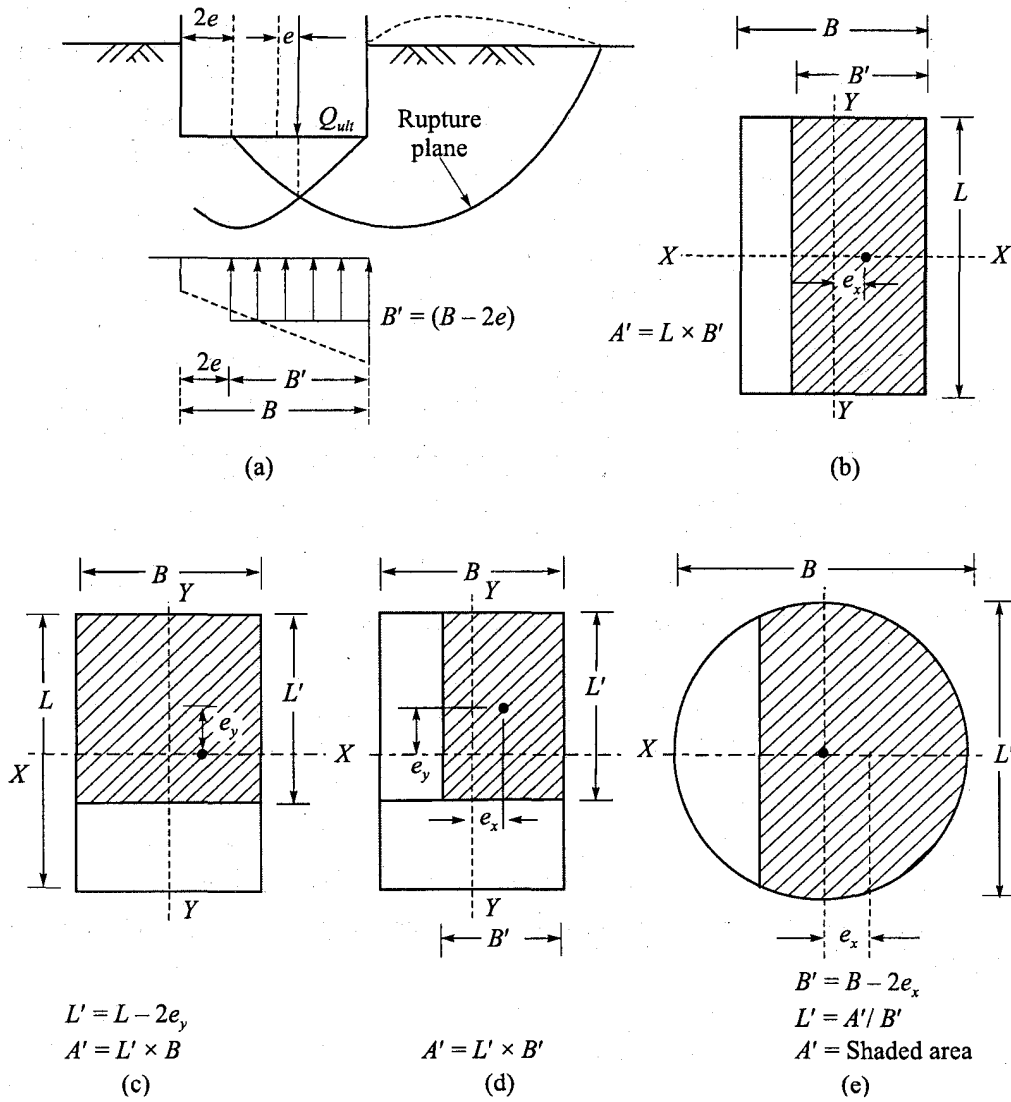 2e
e
Q_ult
Rupture
plane
B' = (B – 2e)
2e
B'
B
(a)
B
B'
Y
L
X
X
e_x
A' = L × B'
Y
(b)
B
Y
L
L'
e_y
X
X
Y
L' = L – 2e_y
A' = L' × B
(c)
B
Y
L'
e_y
e_x
Y
B'
A' = L' × B'
(d)
B
X
L'
e_x
B' = B – 2e_x
L' = A'/ B'
A' = Shaded area
(e)